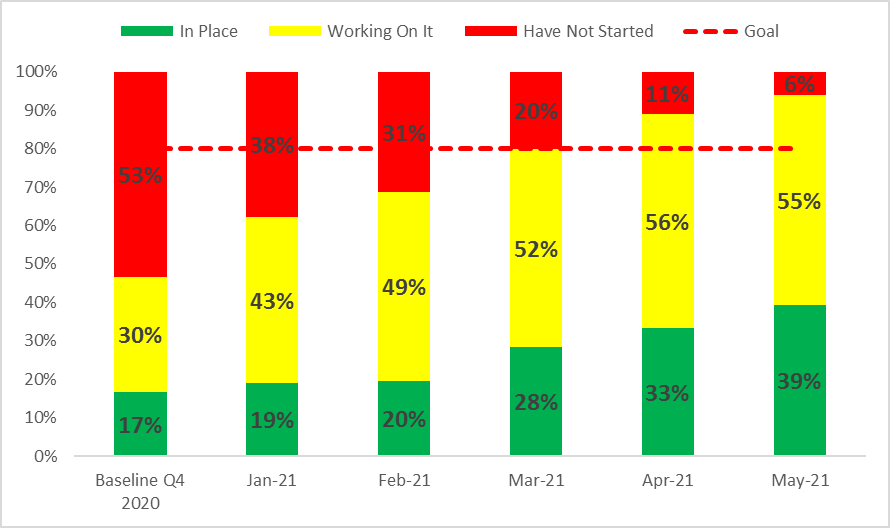 In Place Working On It Have Not Started Goal
100%
90%
80%
70%
60%
50%
40%
30%
20%
10%
0%
53% 38% 31% 20% 11% 6%
30% 43% 49% 52% 56% 55%
17% 19% 20% 28% 33% 39%
Baseline Q4 Jan-21 Feb-21 Mar-21 Apr-21 May-21
2020